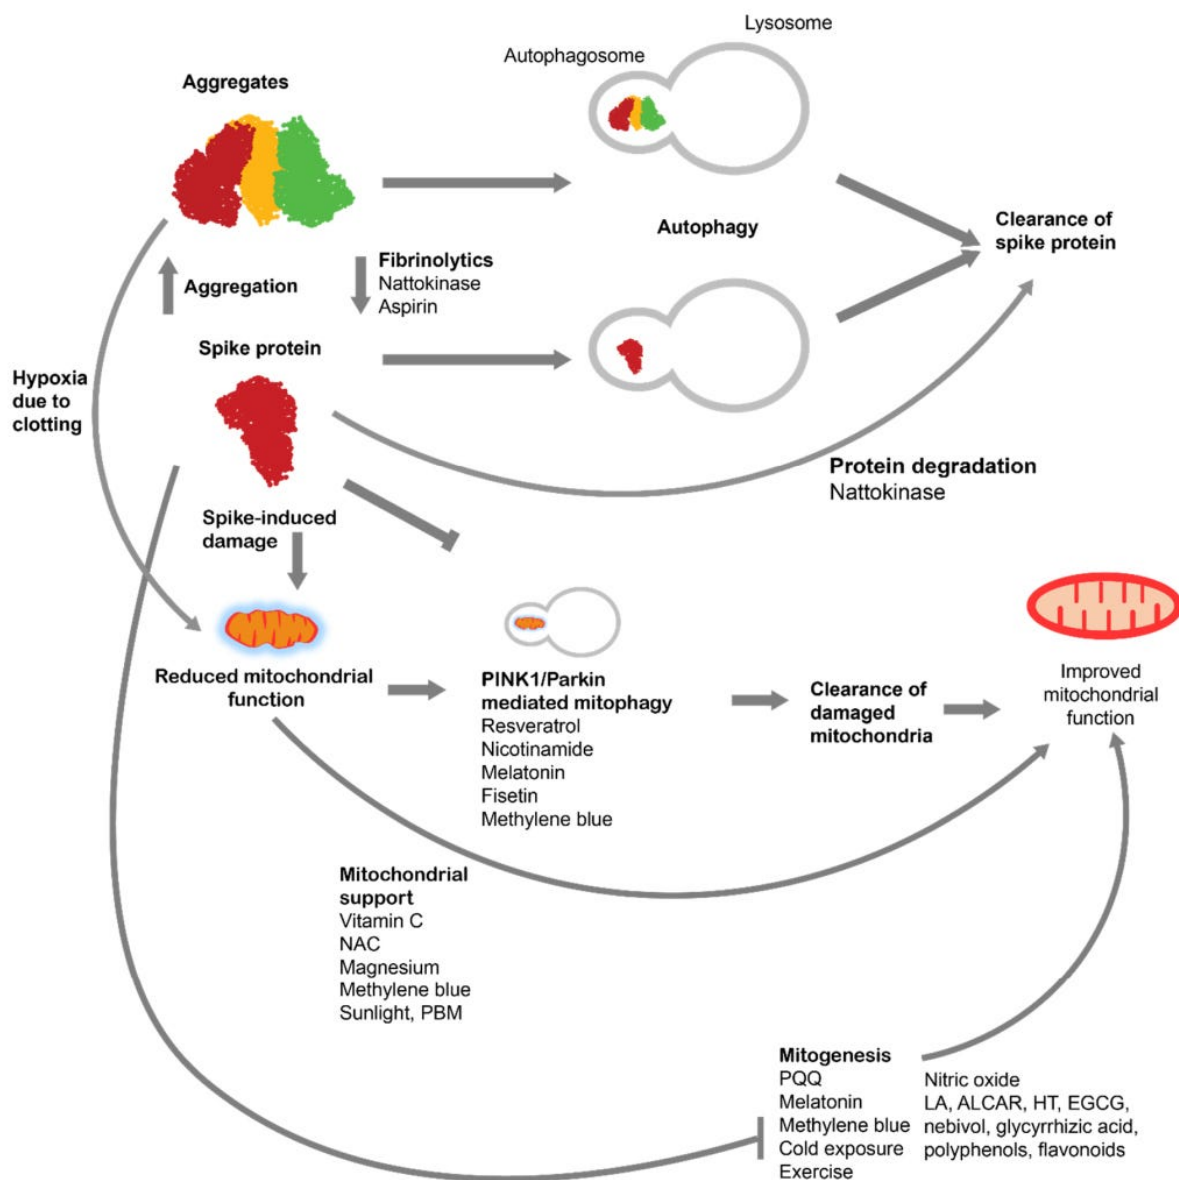 Lysosome
Autophagosome
Aggregates
Autophagy
Clearance of
spike protein
Fibrinolytics
Nattokinase
Aspirin
Aggregation
Spike protein
Hypoxia
due to
clotting
Protein degradation
Nattokinase
Spike-induced
damage
Reduced mitochondrial
function
PINK1/Parkin
mediated mitophagy
Resveratrol
Nicotinamide
Melatonin
Fisetin
Methylene blue
Clearance of
damaged
mitochondria
Improved
mitochondrial
function
Mitochondrial
support
Vitamin C
NAC
Magnesium
Methylene blue
Sunlight, PBM
Mitogenesis
PQQ
Melatonin
Methylene blue
Cold exposure
Exercise
Nitric oxide
LA, ALCAR, HT, EGCG,
nebivol, glycyrrhizic acid,
polyphenols, flavonoids